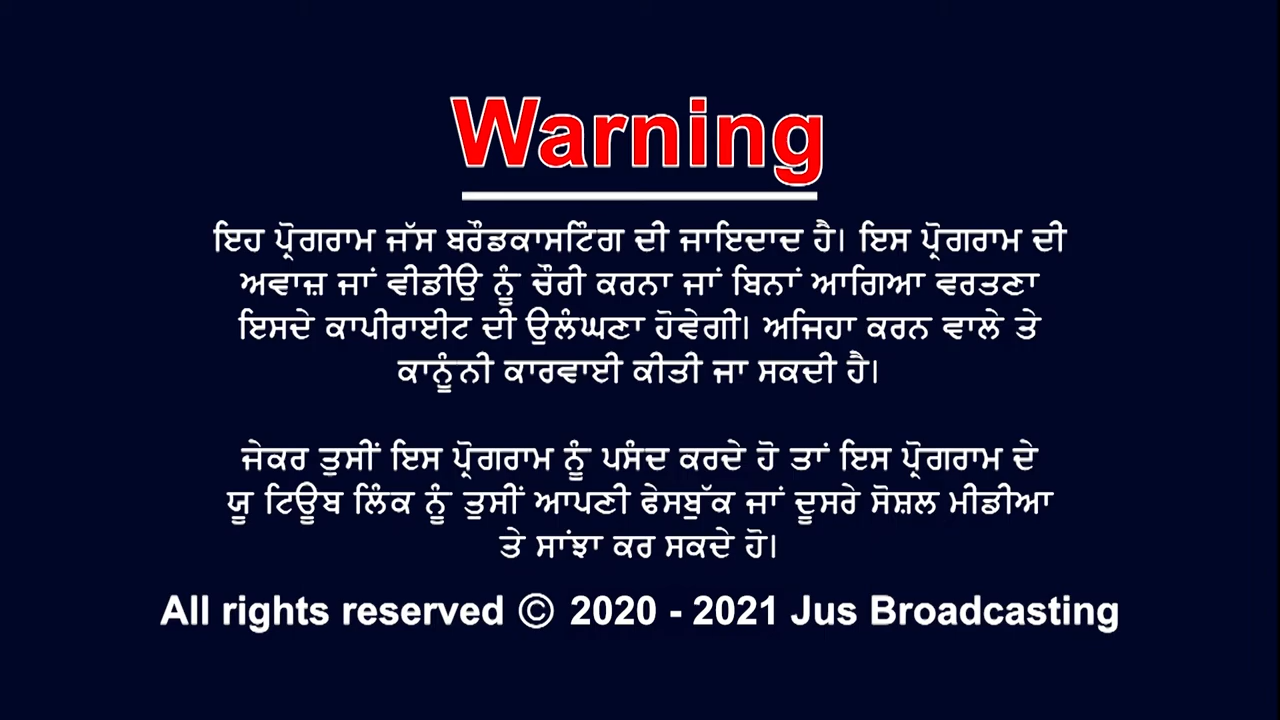 Warning
ਇਹ ਪ੍ਰੋਗਰਾਮ ਜੱਸ ਬਰੌਡਕਾਸਟਿੰਗ ਦੀ ਜਾਇਦਾਦ ਹੈ। ਇਸ ਪ੍ਰੋਗਰਾਮ ਦੀ
ਅਵਾਜ਼ ਜਾਂ ਵੀਡੀਉ ਨੂੰ ਚੌਰੀ ਕਰਨਾ ਜਾਂ ਬਿਨਾਂ ਆਗਿਆ ਵਰਤਣਾ
ਇਸਦੇ ਕਾਪੀਰਾਈਟ ਦੀ ਉਲੰਘਣਾ ਹੋਵੇਗੀ। ਅਜਿਹਾ ਕਰਨ ਵਾਲੇ ਤੇ
ਕਾਨੂੰਨੀ ਕਾਰਵਾਈ ਕੀਤੀ ਜਾ ਸਕਦੀ ਹੈ।
ਜੇਕਰ ਤੁਸੀਂ ਇਸ ਪ੍ਰੋਗਰਾਮ ਨੂੰ ਪਸੰਦ ਕਰਦੇ ਹੋ ਤਾਂ ਇਸ ਪ੍ਰੋਗਰਾਮ ਦੇ
ਯੂ ਟਿਊਬ ਲਿੰਕ ਨੂੰ ਤੁਸੀਂ ਆਪਣੀ ਫੇਸਬੁੱਕ ਜਾਂ ਦੂਸਰੇ ਸੋਸ਼ਲ ਮੀਡੀਆ
ਤੇ ਸਾਂਝਾ ਕਰ ਸਕਦੇ ਹੋ।
All rights reserved © 2020 - 2021 Jus Broadcasting